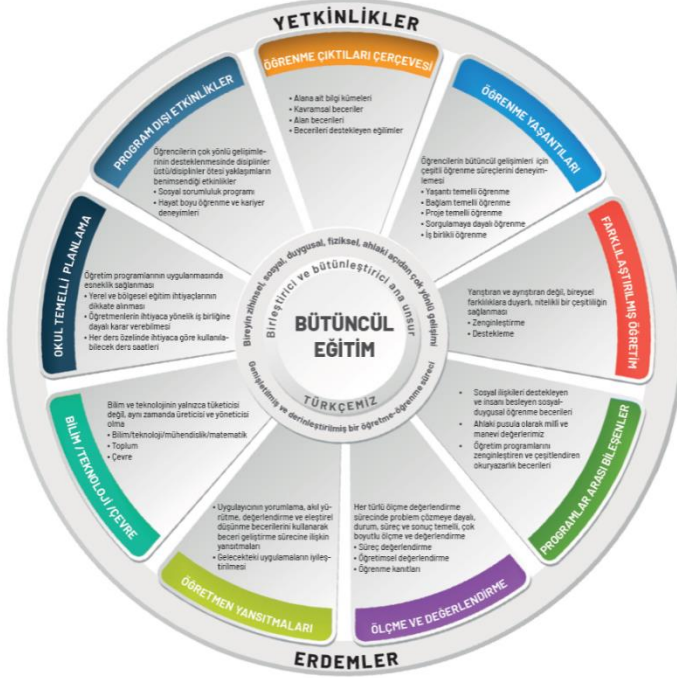 YETKİNLİKLER
ÖĞRENME ÇIKTILARI ÇERÇEVESİ
• Alana ait bilgi kümeleri
• Kavramsal beceriler
• Alan becerileri
• Becerileri destekleyen eğilimler
ÖĞRENME YAŞANTILARI
Öğrencilerin bütüncül gelişimleri için
çeşitli öğrenme süreçlerini deneyim-
lemesi
• Yaşantı temelli öğrenme
• Bağlam temelli öğrenme
• Proje temelli öğrenme
• Sorgulamaya dayalı öğrenme
• İş birlikli öğrenme
FARKLILAŞTIRILMIŞ ÖĞRETİM
Yarıştıran ve ayrıştıran değil, bireysel
farklılıklara duyarlı, nitelikli bir çeşitliliğin
sağlanması
• Zenginleştirme
• Destekleme
PROGRAMLAR ARASI BİLEŞENLER
• Sosyal ilişkileri destekleyen
ve insanı besleyen sosyal-
duygusal öğrenme becerileri
• Ahlaki pusula olarak millî ve
manevi değerlerimiz
• Öğretim programlarını
zenginleştiren ve çeşitlendiren
okuryazarlık becerileri
ÖLÇME VE DEĞERLENDİRME
Her türlü ölçme değerlendirme
sürecinde problem çözmeye dayalı,
durum, süreç ve sonuç temelli, çok
boyutlu ölçme ve değerlendirme
• Süreç değerlendirme
• Öğretimsel değerlendirme
• Öğrenme kanıtları
ÖĞRETMEN YANSITMALARI
• Uygulayıcının yorumlama, akıl yü-
rütme, değerlendirme ve eleştirel
düşünme becerilerini kullanarak
beceri geliştirme sürecine ilişkin
yansıtmaları
• Gelecekteki uygulamaların iyileş-
tirilmesi
BİLİM /TEKNOLOJİ /ÇEVRE
Bilim ve teknolojinin yalnızca tüketicisi
değil, aynı zamanda üreticisi ve yöneticisi
olma
• Bilim/teknoloji/mühendislik/matematik
• Toplum
• Çevre
OKUL TEMELLİ PLANLAMA
Öğretim programlarının uygulanmasında
esneklik sağlanması
• Yerel ve bölgesel eğitim ihtiyaçlarının
dikkate alınması
• Öğretmenlerin ihtiyaca yönelik iş birliğine
dayalı karar verebilmesi
• Her ders özelinde ihtiyaca göre kullanıla-
bilecek ders saatleri
PROGRAM DIŞI ETKİNLİKLER
Öğrencilerin çok yönlü gelişimle-
rinin desteklenmesinde disiplinler
üstü/disiplinler ötesi yaklaşımların
benimsendiği etkinlikler
• Sosyal sorumluluk programı
• Hayat boyu öğrenme ve kariyer
deneyimleri
Bireyin zihinsel, sosyal, duygusal, fiziksel, ahlaki açıdan çok yönlü gelişimi
Birleştirici ve bütünleştirici ana unsur
BÜTÜNCÜL
EĞİTİM
TÜRKÇEMİZ
Genişletilmiş ve derinleştirilmiş bir öğretme-öğrenme süreci
ERDEMLER